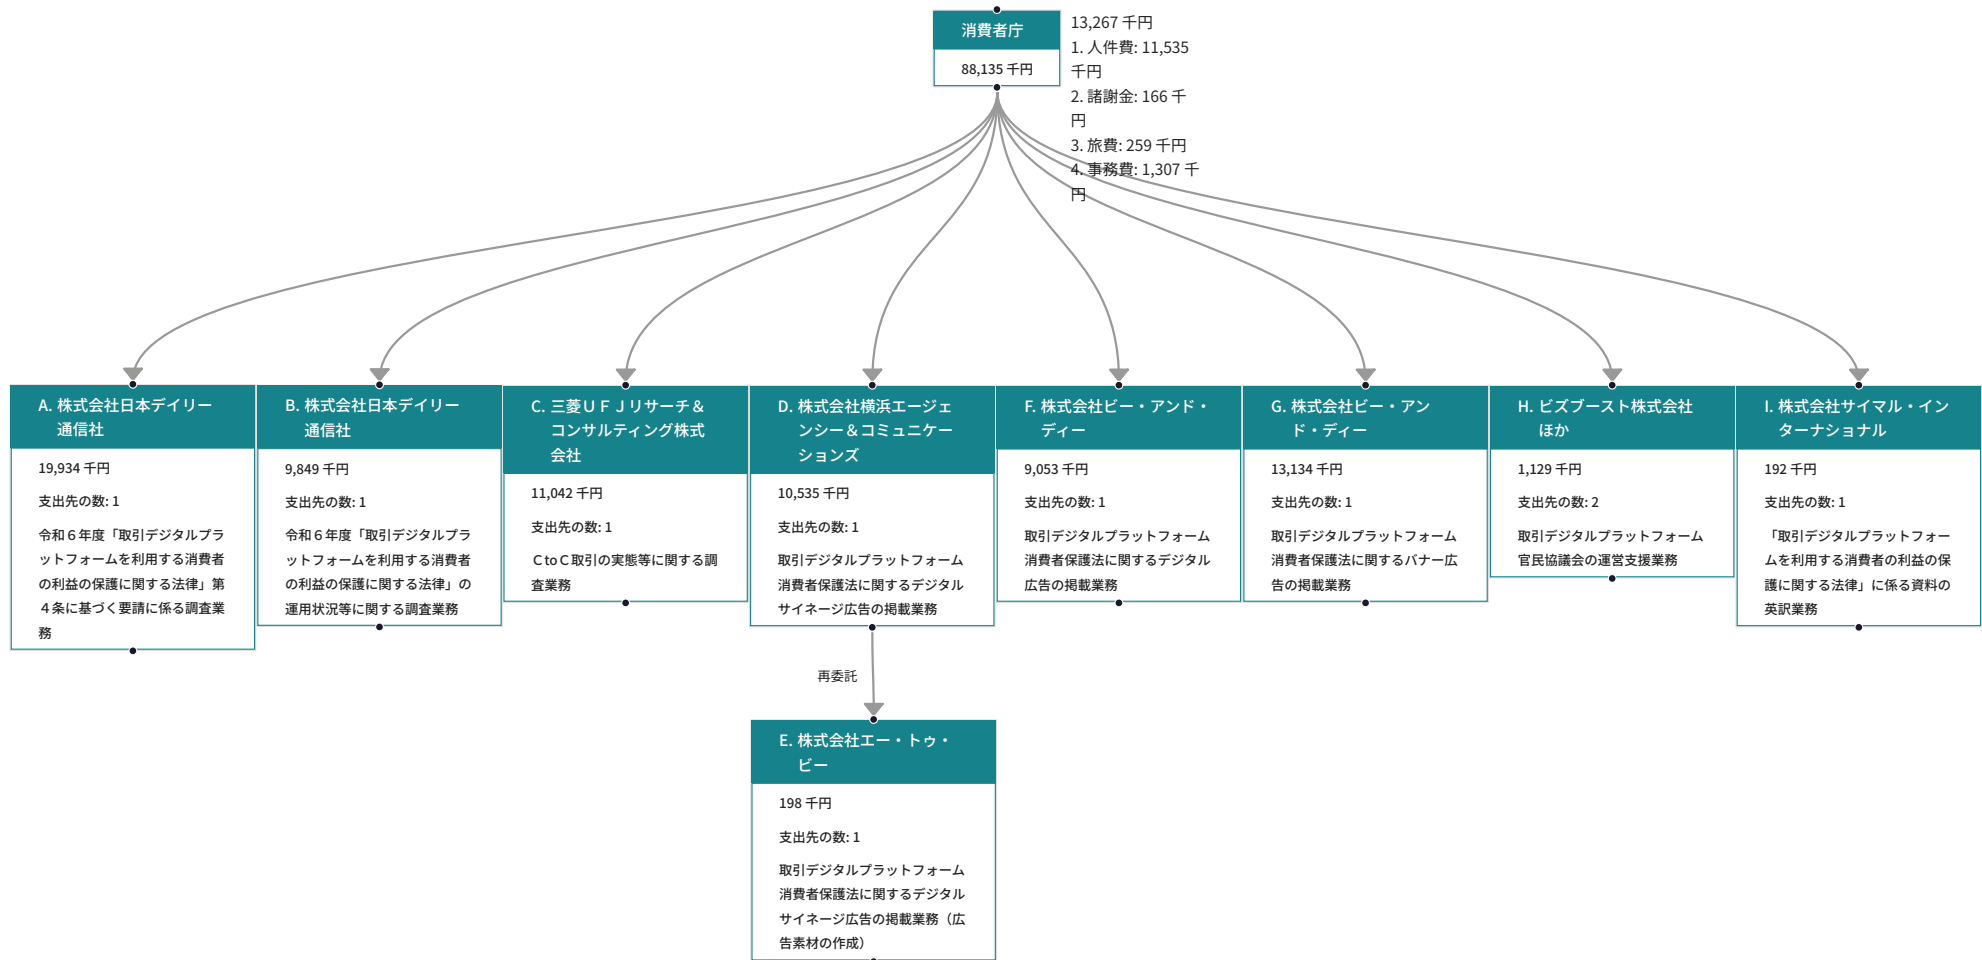 消費者庁
88,135 千円
13,267 千円
1. 人件費: 11,535
千円
2. 諸謝金: 166 千
円
3. 旅費: 259 千円
4. 事務費: 1,307 千
円
A. 株式会社日本デイリー
通信社
19,934 千円
支出先の数: 1
令和６年度「取引デジタルプラ
ットフォームを利用する消費者
の利益の保護に関する法律」第
４条に基づく要請に係る調査業
務
B. 株式会社日本デイリー
通信社
9,849 千円
支出先の数: 1
令和６年度「取引デジタルプラ
ットフォームを利用する消費者
の利益の保護に関する法律」の
運用状況等に関する調査業務
C. 三菱ＵＦＪリサーチ＆
コンサルティング株式
会社
11,042 千円
支出先の数: 1
ＣtoＣ取引の実態等に関する調
査業務
D. 株式会社横浜エージェ
ンシー＆コミュニケー
ションズ
10,535 千円
支出先の数: 1
取引デジタルプラットフォーム
消費者保護法に関するデジタル
サイネージ広告の掲載業務
F. 株式会社ビー・アンド・
ディー
9,053 千円
支出先の数: 1
取引デジタルプラットフォーム
消費者保護法に関するデジタル
広告の掲載業務
G. 株式会社ビー・アン
ド・ディー
13,134 千円
支出先の数: 1
取引デジタルプラットフォーム
消費者保護法に関するバナー広
告の掲載業務
H. ビズブースト株式会社
ほか
1,129 千円
支出先の数: 2
取引デジタルプラットフォーム
官民協議会の運営支援業務
I. 株式会社サイマル・イン
ターナショナル
192 千円
支出先の数: 1
「取引デジタルプラットフォー
ムを利用する消費者の利益の保
護に関する法律」に係る資料の
英訳業務
再委託
E. 株式会社エー・トゥ・
ビー
198 千円
支出先の数: 1
取引デジタルプラットフォーム
消費者保護法に関するデジタル
サイネージ広告の掲載業務（広
告素材の作成）